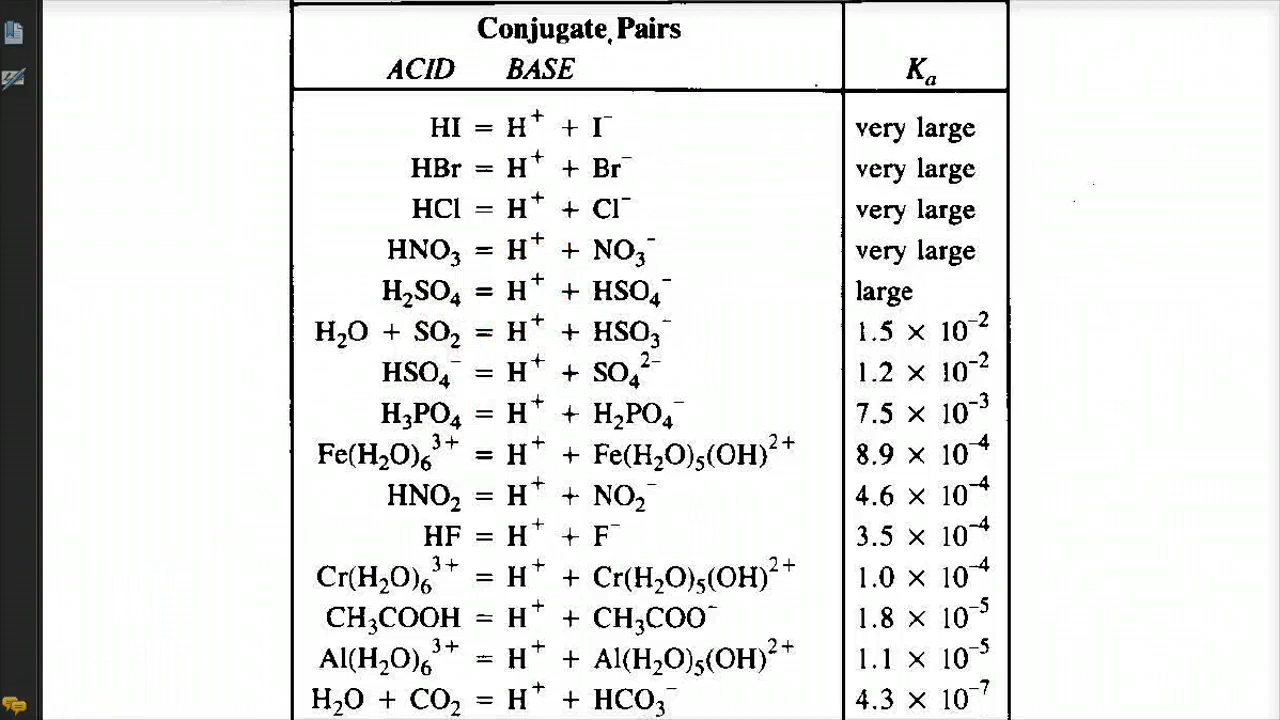 Conjugate Pairs
ACID BASE Kₐ
HI = H⁺ + I⁻ very large
HBr = H⁺ + Br⁻ very large
HCl = H⁺ + Cl⁻ very large
HNO₃ = H⁺ + NO₃⁻ very large
H₂SO₄ = H⁺ + HSO₄⁻ large
H₂O + SO₂ = H⁺ + HSO₃⁻ 1.5 × 10⁻²
HSO₄⁻ = H⁺ + SO₄²⁻ 1.2 × 10⁻²
H₃PO₄ = H⁺ + H₂PO₄⁻ 7.5 × 10⁻³
Fe(H₂O)₆³⁺ = H⁺ + Fe(H₂O)₅(OH)²⁺ 8.9 × 10⁻⁴
HNO₂ = H⁺ + NO₂⁻ 4.6 × 10⁻⁴
HF = H⁺ + F⁻ 3.5 × 10⁻⁴
Cr(H₂O)₆³⁺ = H⁺ + Cr(H₂O)₅(OH)²⁺ 1.0 × 10⁻⁴
CH₃COOH = H⁺ + CH₃COO⁻ 1.8 × 10⁻⁵
Al(H₂O)₆³⁺ = H⁺ + Al(H₂O)₅(OH)²⁺ 1.1 × 10⁻⁵
H₂O + CO₂ = H⁺ + HCO₃⁻ 4.3 × 10⁻⁷